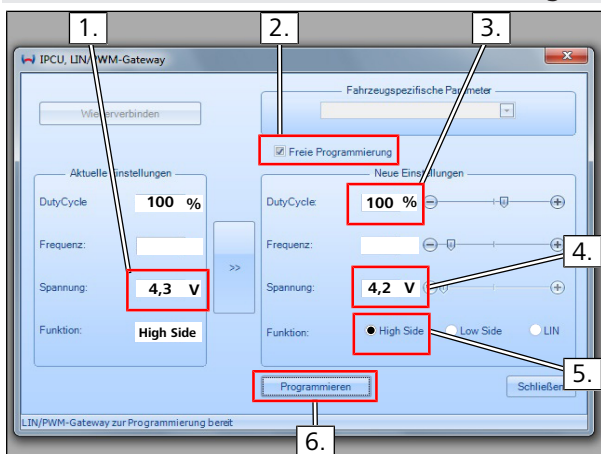 1.
2.
3.
IPCU, LIN/PWM-Gateway
Fahrzeugspezifische Parameter
Wiederverbinden
Freie Programmierung
Aktuelle Einstellungen
Neue Einstellungen
DutyCycle 100 %
DutyCycle: 100 %
Frequenz:
Frequenz:
4.
>>
Spannung: 4,3 V
Spannung: 4,2 V
Funktion: High Side
Funktion: High Side Low Side LIN
5.
Programmieren
Schließen
LIN/PWM-Gateway zur Programmierung bereit
6.